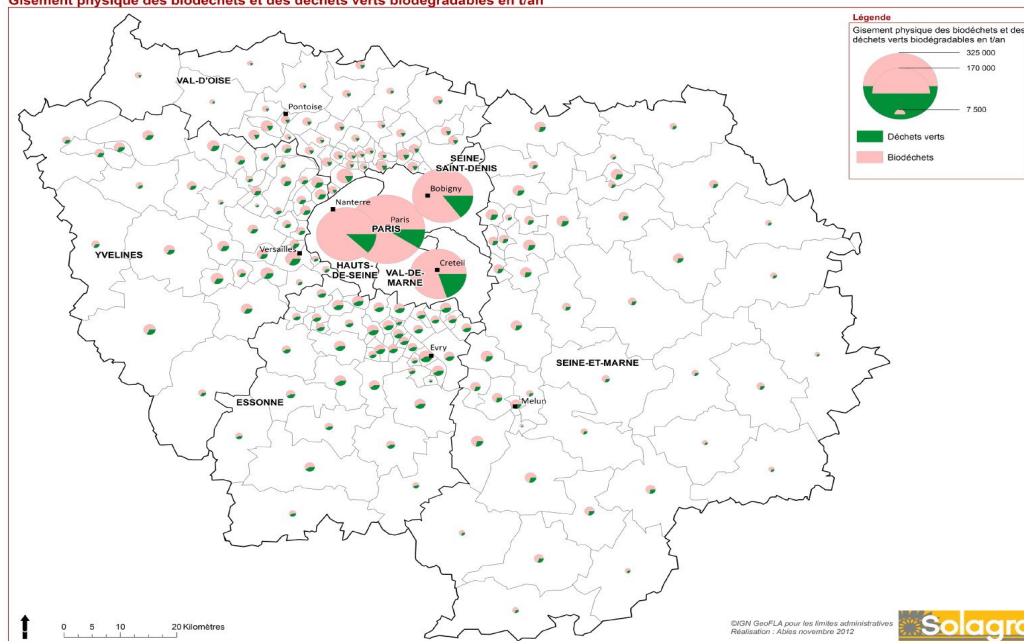 Gisement physique des biodéchets et des déchets verts biodégradables en t/an
Légende
Gisement physique des biodéchets et des
déchets verts biodégradables en t/an
325 000
170 000
7 500
Déchets verts
Biodéchets
VAL-D'OISE
Pontoise
SEINE-
SAINT-DENIS
Bobigny
Nanterre
Paris
PARIS
Versailles
YVELINES
HAUTS-
DE-SEINE
VAL-DE-
MARNE
Creteil
Evry
SEINE-ET-MARNE
ESSONNE
Melun
0 5 10 20 Kilomètres
©IGN GeoFLA pour les limites administratives
Réalisation : Abies novembre 2012
Solagro